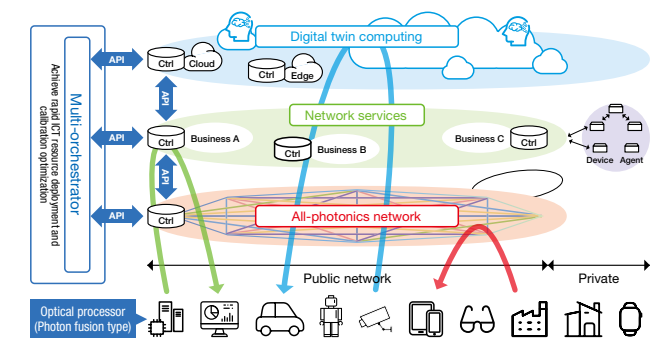 Digital twin computing
API
Ctrl
Cloud
Ctrl
Edge
Multi-orchestrator
Achieve rapid ICT resource deployment and
calibration optimization
API
Network services
API
Ctrl
Business A
Ctrl
Business B
Business C
Ctrl
Device
Agent
API
API
Ctrl
All-photonics network
Public network
Private
Optical processor
(Photon fusion type)